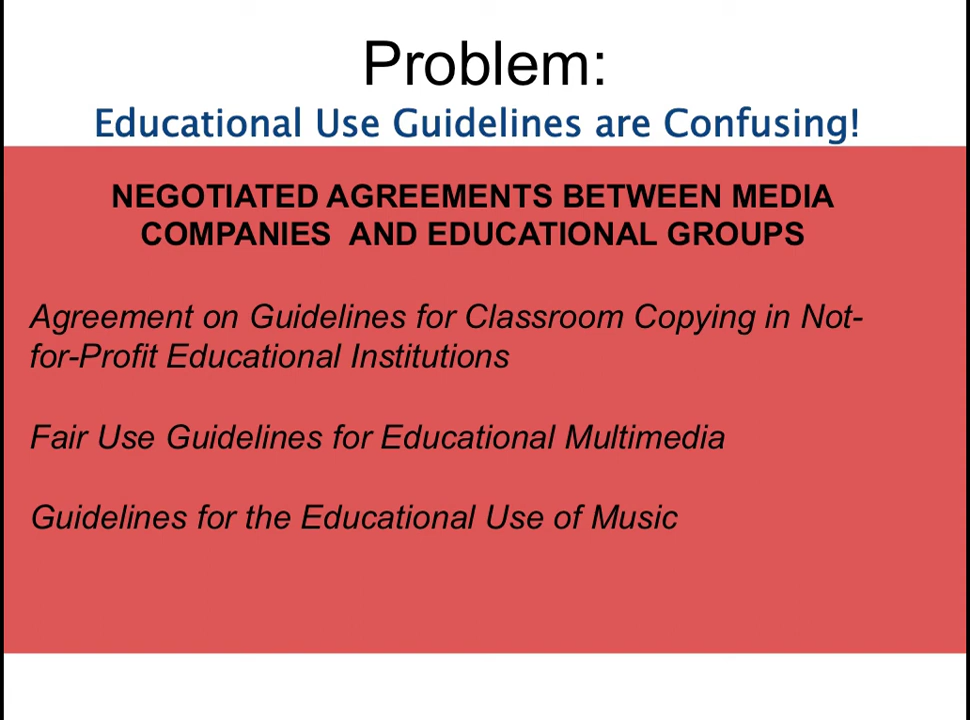 Problem:
Educational Use Guidelines are Confusing!
NEGOTIATED AGREEMENTS BETWEEN MEDIA
COMPANIES AND EDUCATIONAL GROUPS
Agreement on Guidelines for Classroom Copying in Not-
for-Profit Educational Institutions
Fair Use Guidelines for Educational Multimedia
Guidelines for the Educational Use of Music